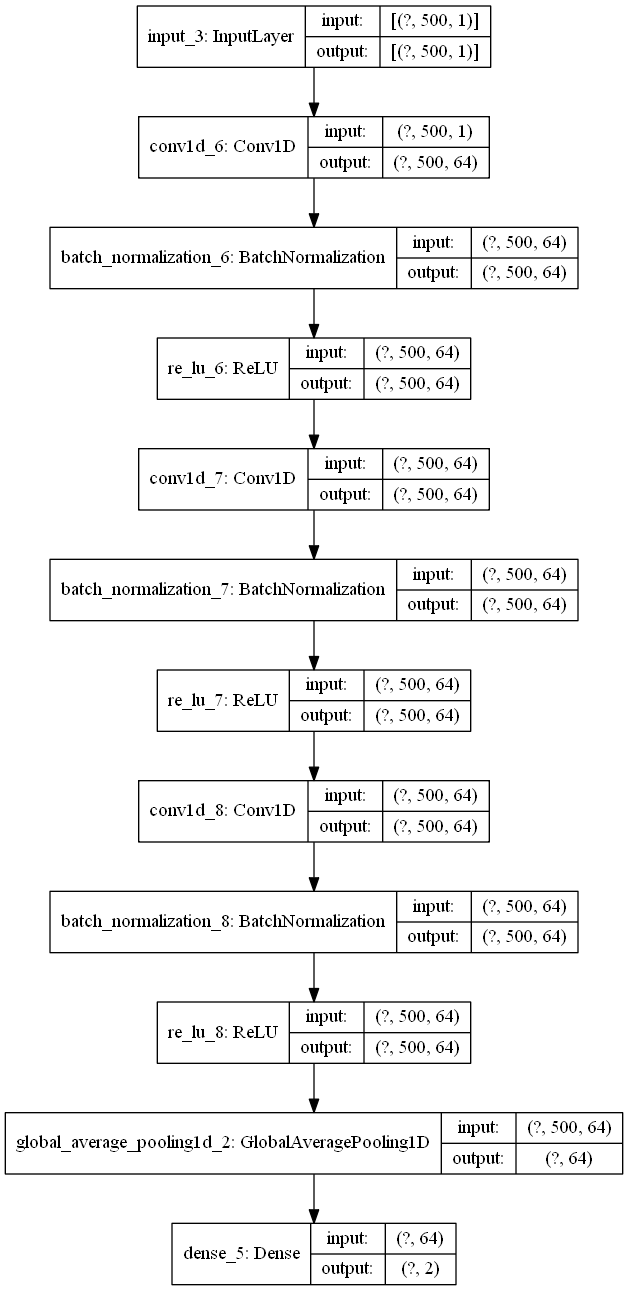 input_3: InputLayer
input: [(?, 500, 1)]
output: [(?, 500, 1)]
conv1d_6: Conv1D
input: (?, 500, 1)
output: (?, 500, 64)
batch_normalization_6: BatchNormalization
input: (?, 500, 64)
output: (?, 500, 64)
re_lu_6: ReLU
input: (?, 500, 64)
output: (?, 500, 64)
conv1d_7: Conv1D
input: (?, 500, 64)
output: (?, 500, 64)
batch_normalization_7: BatchNormalization
input: (?, 500, 64)
output: (?, 500, 64)
re_lu_7: ReLU
input: (?, 500, 64)
output: (?, 500, 64)
conv1d_8: Conv1D
input: (?, 500, 64)
output: (?, 500, 64)
batch_normalization_8: BatchNormalization
input: (?, 500, 64)
output: (?, 500, 64)
re_lu_8: ReLU
input: (?, 500, 64)
output: (?, 500, 64)
global_average_pooling1d_2: GlobalAveragePooling1D
input: (?, 500, 64)
output: (?, 64)
dense_5: Dense
input: (?, 64)
output: (?, 2)